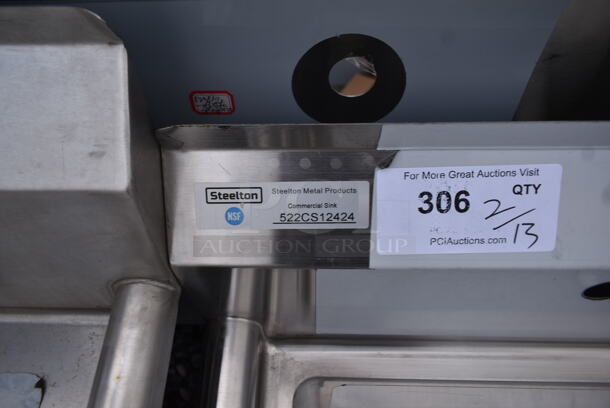 Steelton
Steelton Metal Products
Commercial Sink
NSF
522CS12424
PCI
AUCTION GROUP
For More Great Auctions Visit
306
QTY
2/13
PCIAuctions.com